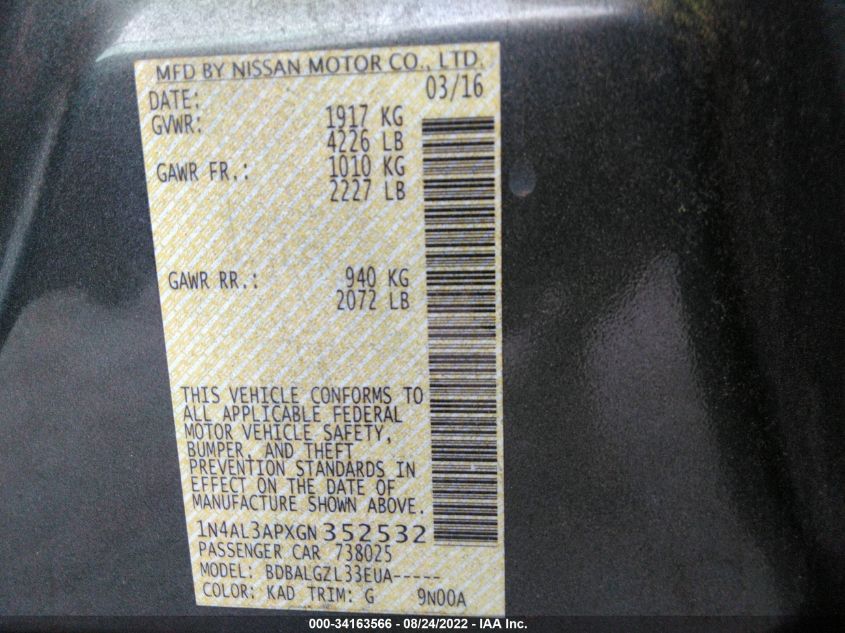 MFD BY NISSAN MOTOR CO., LTD.
DATE: 03/16
GVWR: 1917 KG
4226 LB
GAWR FR.: 1010 KG
2227 LB
GAWR RR.: 940 KG
2072 LB
THIS VEHICLE CONFORMS TO
ALL APPLICABLE FEDERAL
MOTOR VEHICLE SAFETY,
BUMPER, AND THEFT
PREVENTION STANDARDS IN
EFFECT ON THE DATE OF
MANUFACTURE SHOWN ABOVE.
1N4AL3APXGN352532
PASSENGER CAR 738025
MODEL: BDBALGZL33EUA-----
COLOR: KAD TRIM: G 9N00A
000-34163566 - 08/24/2022 - IAA Inc.